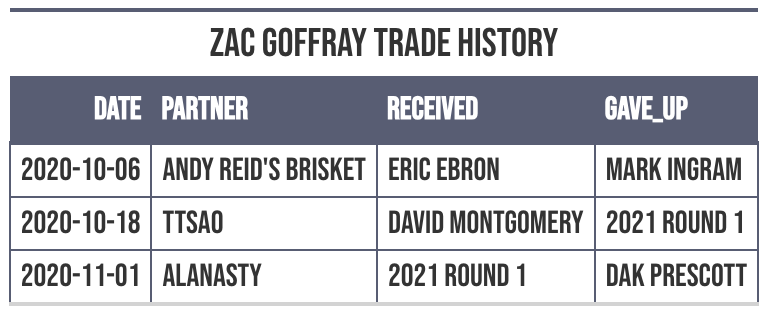 ZAC GOFFRAY TRADE HISTORY
DATE PARTNER RECEIVED GAVE_UP
2020-10-06 ANDY REID'S BRISKET ERIC EBRON MARK INGRAM
2020-10-18 TTSAO DAVID MONTGOMERY 2021 ROUND 1
2020-11-01 ALANASTY 2021 ROUND 1 DAK PRESCOTT